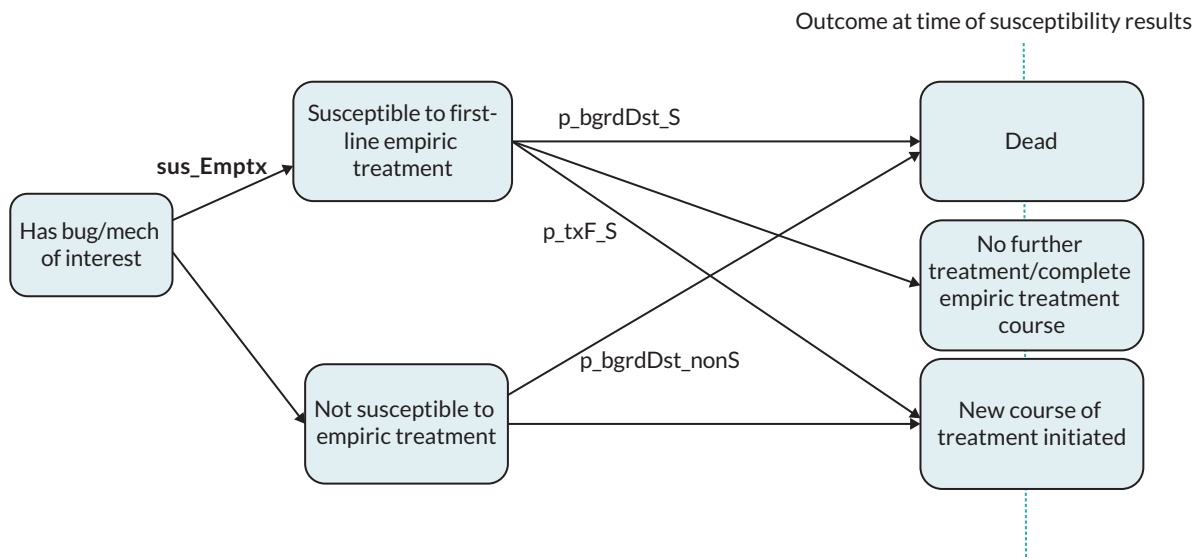 Outcome at time of susceptibility results
Has bug/mech
of interest
sus_Emptx
Susceptible to first-
line empiric
treatment
Not susceptible to
empiric treatment
p_bgrdDst_S
p_txF_S
p_bgrdDst_nonS
Dead
No further
treatment/complete
empiric treatment
course
New course of
treatment initiated